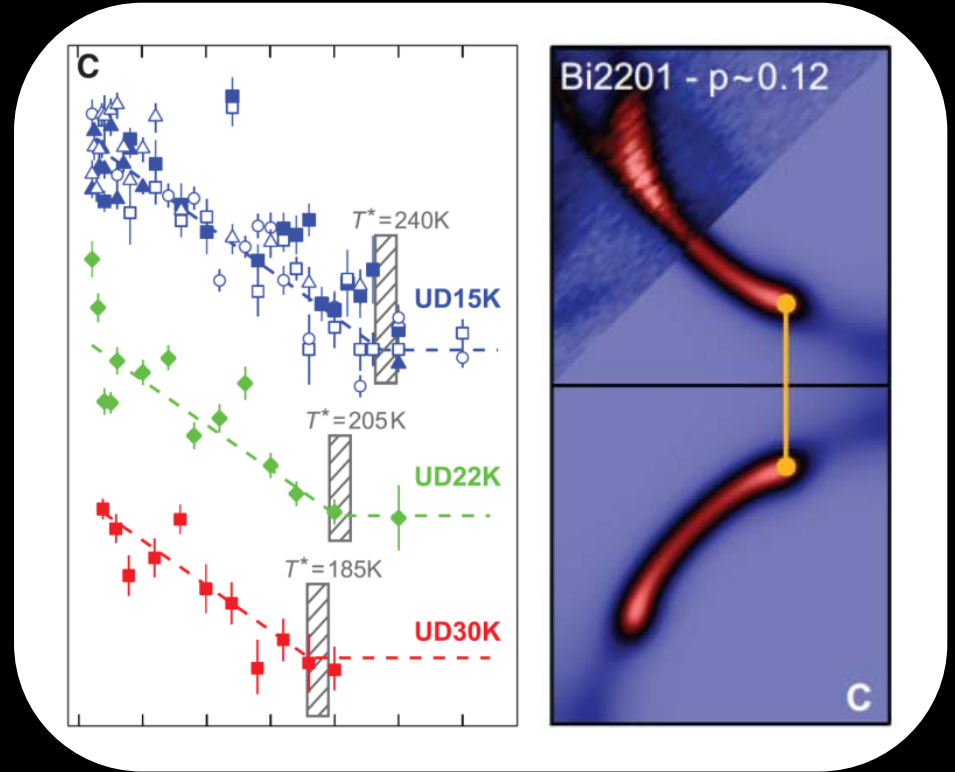 C
T*=240K
UD15K
T*=205K
UD22K
T*=185K
UD30K
Bi2201 - p~0.12
C